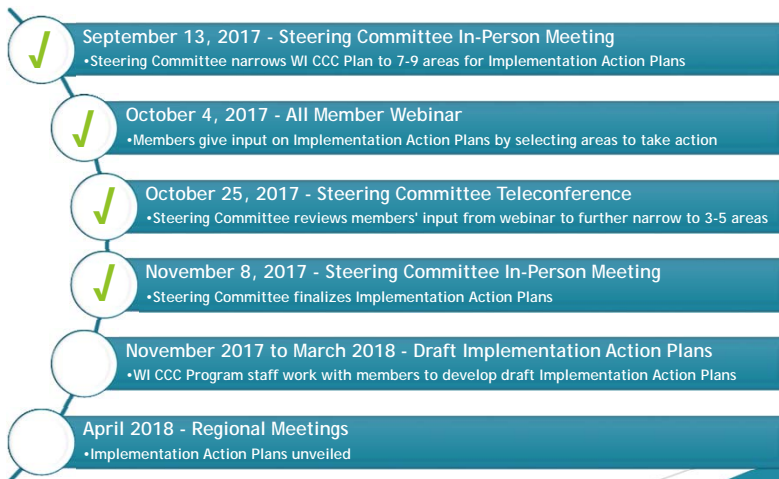 √ September 13, 2017 - Steering Committee In-Person Meeting
•Steering Committee narrows WI CCC Plan to 7-9 areas for Implementation Action Plans
√ October 4, 2017 - All Member Webinar
•Members give input on Implementation Action Plans by selecting areas to take action
√ October 25, 2017 - Steering Committee Teleconference
•Steering Committee reviews members' input from webinar to further narrow to 3-5 areas
√ November 8, 2017 - Steering Committee In-Person Meeting
•Steering Committee finalizes Implementation Action Plans
November 2017 to March 2018 - Draft Implementation Action Plans
•WI CCC Program staff work with members to develop draft Implementation Action Plans
April 2018 - Regional Meetings
•Implementation Action Plans unveiled